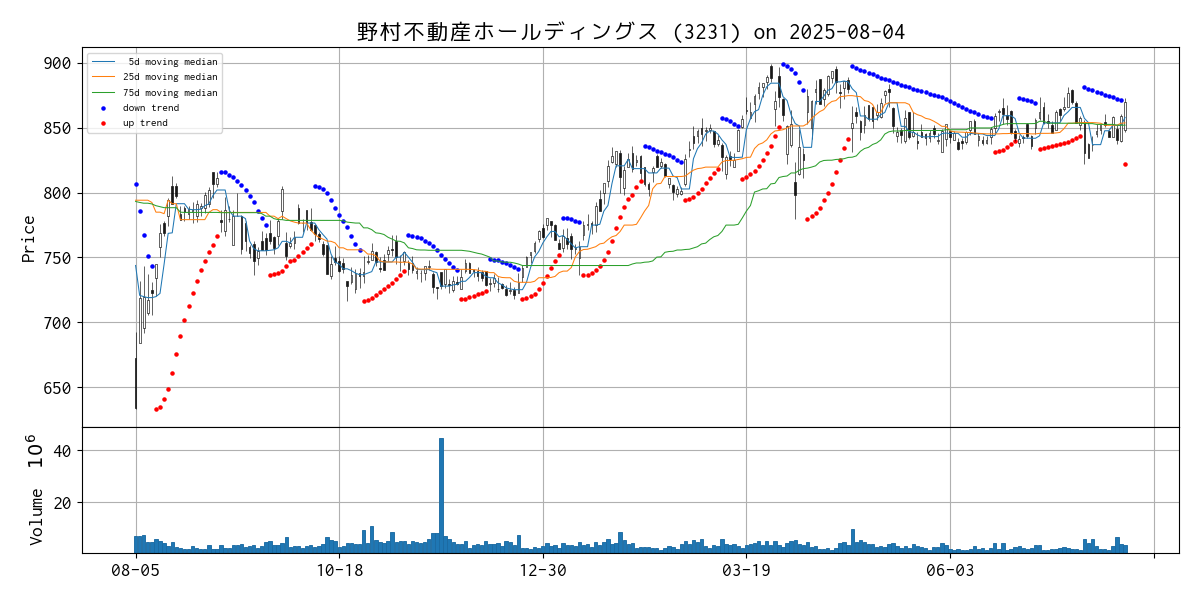 野村不動産ホールディングス (3231) on 2025-08-04
5d moving median
25d moving median
75d moving median
down trend
up trend
Price
900
850
800
750
700
650
Volume 10^6
40
20
08-05
10-18
12-30
03-19
06-03